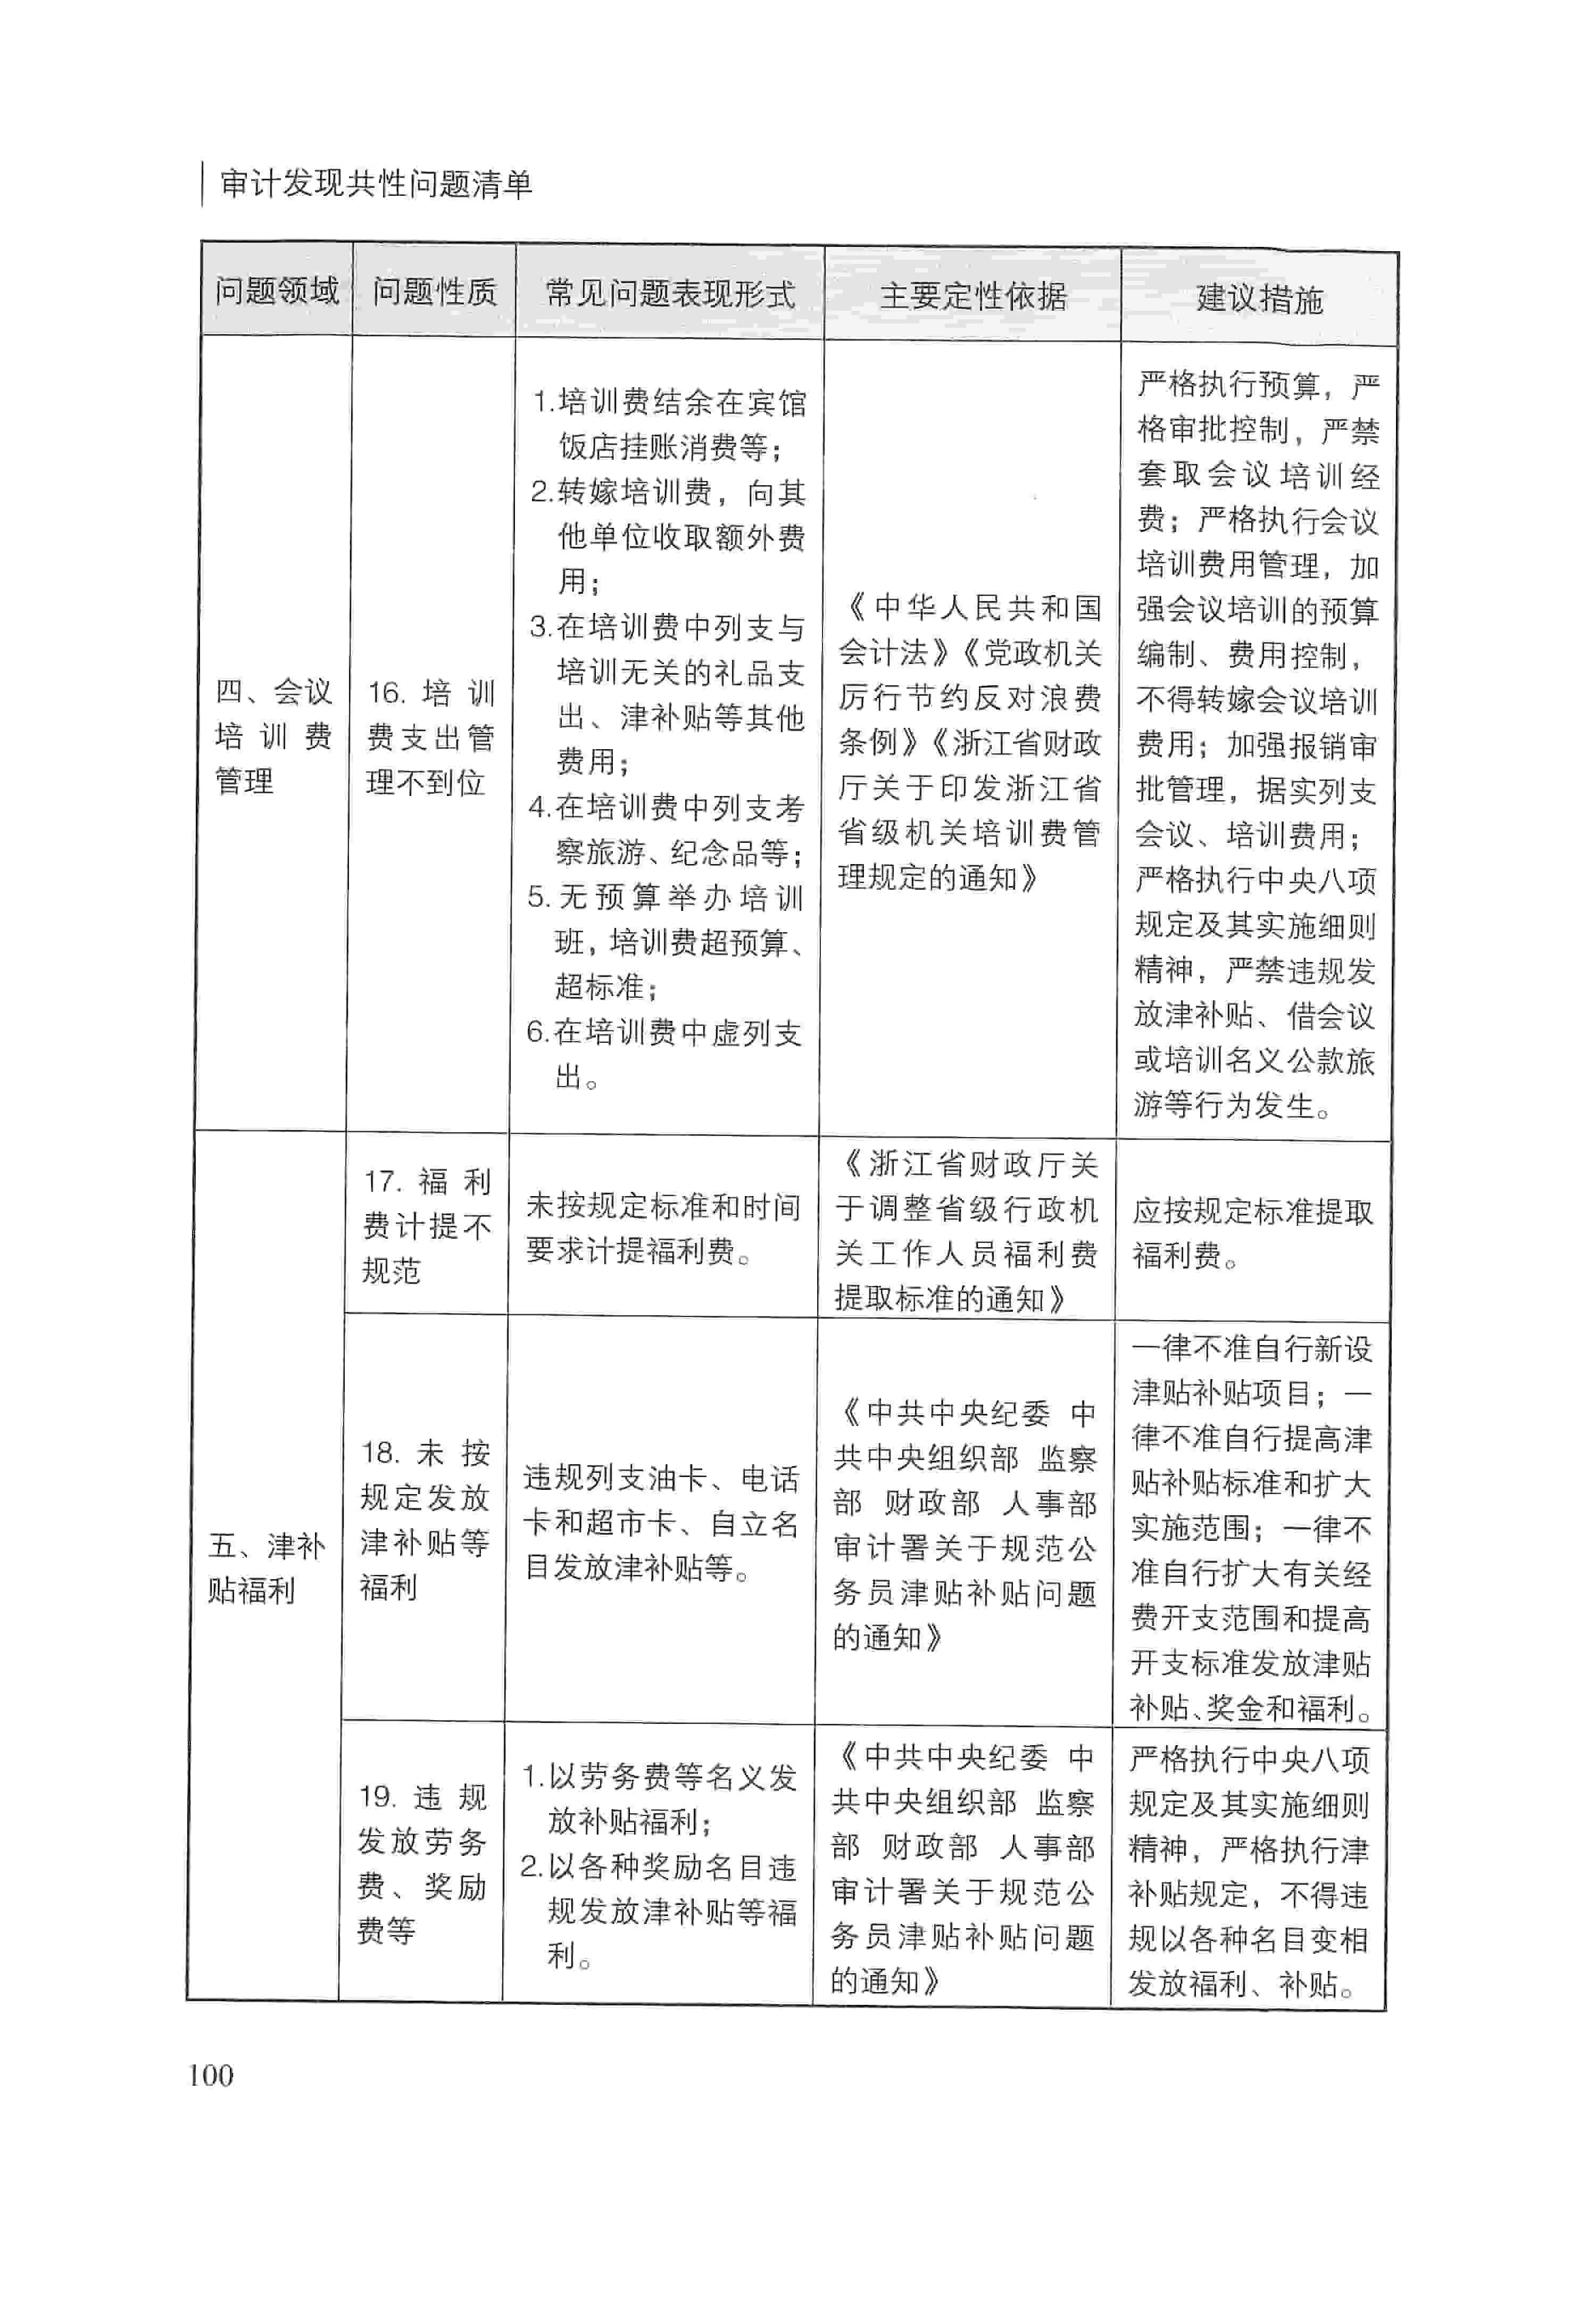 审计发现共性问题清单
问题领域
问题性质
常见问题表现形式
主要定性依据
建议措施
四、会议
培训费
管理
16. 培训
费支出管
理不到位
1.培训费结余在宾馆
饭店挂账消费等；
2.转嫁培训费，向其
他单位收取额外费
用；
3.在培训费中列支与
培训无关的礼品支
出、津补贴等其他
费用；
4.在培训费中列支考
察旅游、纪念品等；
5.无预算举办培训
班，培训费超预算、
超标准；
6.在培训费中虚列支
出。
《中华人民共和国
会计法》《党政机关
厉行节约反对浪费
条例》《浙江省财政
厅关于印发浙江省
省级机关培训费管
理规定的通知》
严格执行预算，严
格审批控制，严禁
套取会议培训经
费；严格执行会议
培训费用管理，加
强会议培训的预算
编制、费用控制，
不得转嫁会议培训
费用；加强报销审
批管理，据实列支
会议、培训费用；
严格执行中央八项
规定及其实施细则
精神，严禁违规发
放津补贴、借会议
或培训名义公款旅
游等行为发生。
五、津补
贴福利
17. 福利
费计提不
规范
未按规定标准和时间
要求计提福利费。
《浙江省财政厅关
于调整省级行政机
关工作人员福利费
提取标准的通知》
应按规定标准提取
福利费。
18. 未按
规定发放
津补贴等
福利
违规列支油卡、电话
卡和超市卡、自立名
目发放津补贴等。
《中共中央纪委 中
共中央组织部 监察
部 财政部 人事部
审计署关于规范公
务员津贴补贴问题
的通知》
一律不准自行新设
津贴补贴项目；一
律不准自行提高津
贴补贴标准和扩大
实施范围；一律不
准自行扩大有关经
费开支范围和提高
开支标准发放津贴
补贴、奖金和福利。
19. 违规
发放劳务
费、奖励
费等
1.以劳务费等名义发
放补贴福利；
2.以各种奖励名目违
规发放津补贴等福
利。
《中共中央纪委 中
共中央组织部 监察
部 财政部 人事部
审计署关于规范公
务员津贴补贴问题
的通知》
严格执行中央八项
规定及其实施细则
精神，严格执行津
补贴规定，不得违
规以各种名目变相
发放福利、补贴。
100